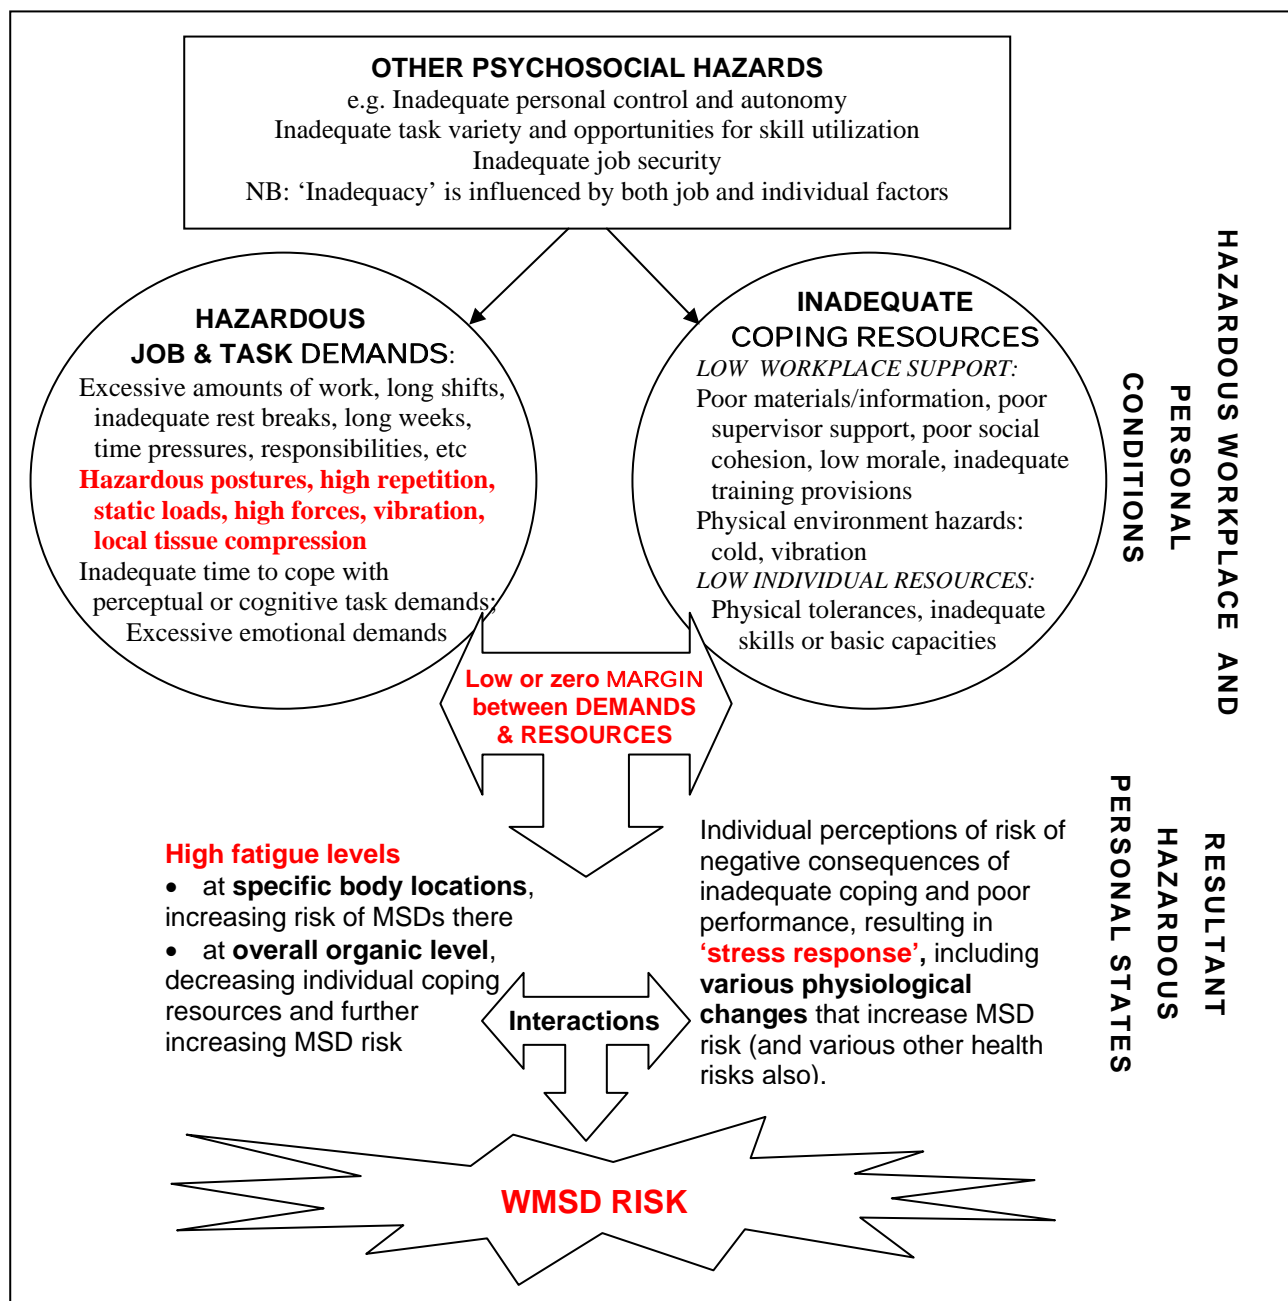 OTHER PSYCHOSOCIAL HAZARDS
e.g. Inadequate personal control and autonomy
Inadequate task variety and opportunities for skill utilization
Inadequate job security
NB: ‘Inadequacy’ is influenced by both job and individual factors
HAZARDOUS
JOB & TASK DEMANDS:
Excessive amounts of work, long shifts,
inadequate rest breaks, long weeks,
time pressures, responsibilities, etc
Hazardous postures, high repetition,
static loads, high forces, vibration,
local tissue compression
Inadequate time to cope with
perceptual or cognitive task demands;
Excessive emotional demands
INADEQUATE
COPING RESOURCES
LOW WORKPLACE SUPPORT:
Poor materials/information, poor
supervisor support, poor social
cohesion, low morale, inadequate
training provisions
Physical environment hazards:
cold, vibration
LOW INDIVIDUAL RESOURCES:
Physical tolerances, inadequate
skills or basic capacities
HAZARDOUS WORKPLACE AND
PERSONAL
CONDITIONS
Low or zero MARGIN
between DEMANDS
& RESOURCES
High fatigue levels
• at specific body locations,
increasing risk of MSDs there
• at overall organic level,
decreasing individual coping
resources and further
increasing MSD risk
Individual perceptions of risk of
negative consequences of
inadequate coping and poor
performance, resulting in
‘stress response’, including
various physiological
changes that increase MSD
risk (and various other health
risks also).
RESULTANT
HAZARDOUS
PERSONAL STATES
Interactions
WMSD RISK